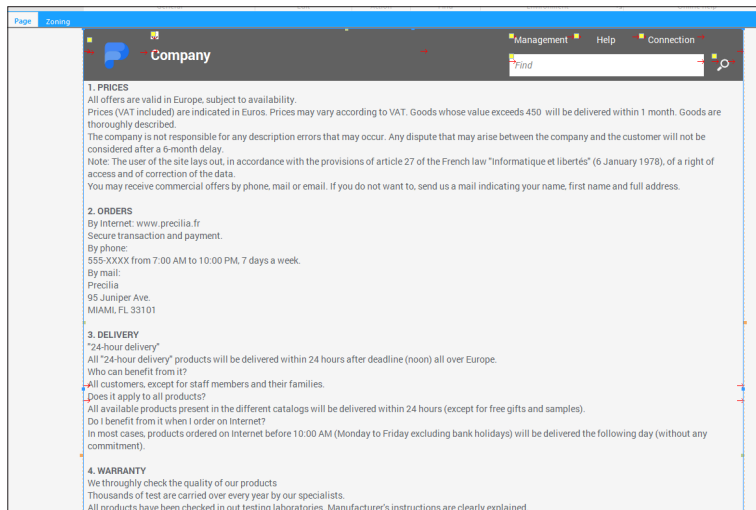 Page Zoning
Management Help Connection
Company
Find
1. PRICES
All offers are valid in Europe, subject to availability.
Prices (VAT included) are indicated in Euros. Prices may vary according to VAT. Goods whose value exceeds 450  will be delivered within 1 month. Goods are
thoroughly described.
The company is not responsible for any description errors that may occur. Any dispute that may arise between the company and the customer will not be
considered after a 6-month delay.
Note: The user of the site lays out, in accordance with the provisions of article 27 of the French law "Informatique et libertés" (6 January 1978), of a right of
access and of correction of the data.
You may receive commercial offers by phone, mail or email. If you do not want to, send us a mail indicating your name, first name and full address.
2. ORDERS
By Internet: www.precilia.fr
Secure transaction and payment.
By phone:
555-XXXX from 7:00 AM to 10:00 PM, 7 days a week.
By mail:
Precilia
95 Juniper Ave.
MIAMI, FL 33101
3. DELIVERY
"24-hour delivery"
All "24-hour delivery" products will be delivered within 24 hours after deadline (noon) all over Europe.
Who can benefit from it?
All customers, except for staff members and their families.
Does it apply to all products?
All available products present in the different catalogs will be delivered within 24 hours (except for free gifts and samples).
Do I benefit from it when I order on Internet?
In most cases, products ordered on Internet before 10:00 AM (Monday to Friday excluding bank holidays) will be delivered the following day (without any
commitment).
4. WARRANTY
We throughly check the quality of our products
Thousands of test are carried over every year by our specialists.
All products have been checked in out testing laboratories. Manufacturer's instructions are clearly explained.